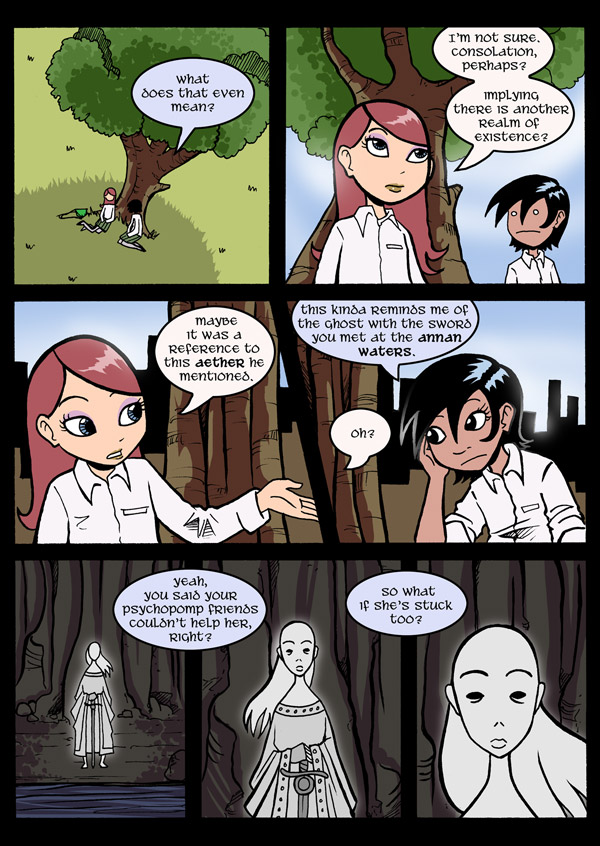 What
does that even
mean?
I'm not sure.
Consolation,
perhaps?
Implying
there is another
realm of
existence?
Maybe
it was a
reference to
this aether he
mentioned.
This kinda reminds me of
the ghost with the sword
you met at the Annan
Waters.
Oh?
Yeah,
you said your
psychopomp friends
couldn't help her,
right?
So what
if she's stuck
too?